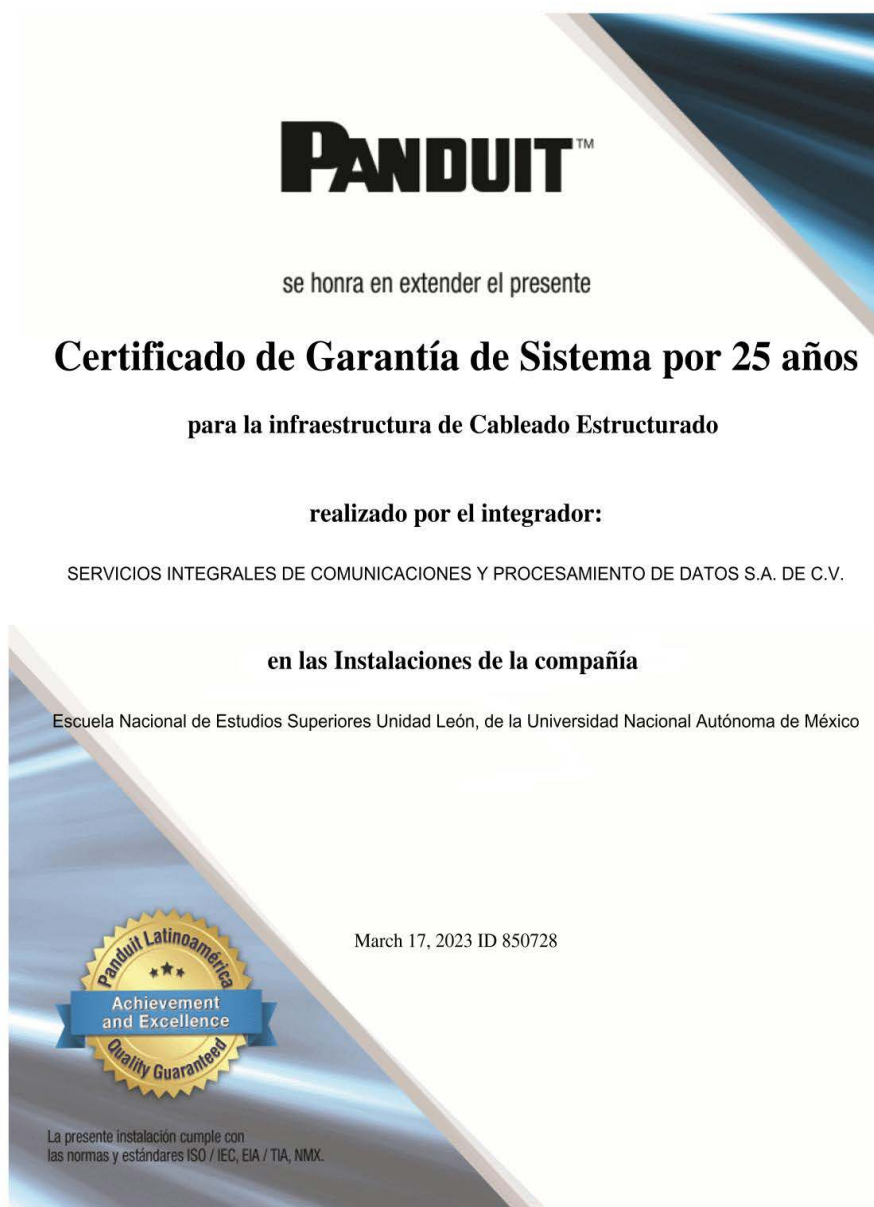 PANDUIT™
se honra en extender el presente
Certificado de Garantía de Sistema por 25 años
para la infraestructura de Cableado Estructurado
realizado por el integrador:
SERVICIOS INTEGRALES DE COMUNICACIONES Y PROCESAMIENTO DE DATOS S.A. DE C.V.
en las Instalaciones de la compañía
Escuela Nacional de Estudios Superiores Unidad León, de la Universidad Nacional Autónoma de México
March 17, 2023 ID 850728
Panduit Latinoamérica
Achievement
and Excellence
Quality Guaranteed
La presente instalación cumple con
las normas y estándares ISO / IEC, EIA / TIA, NMX.